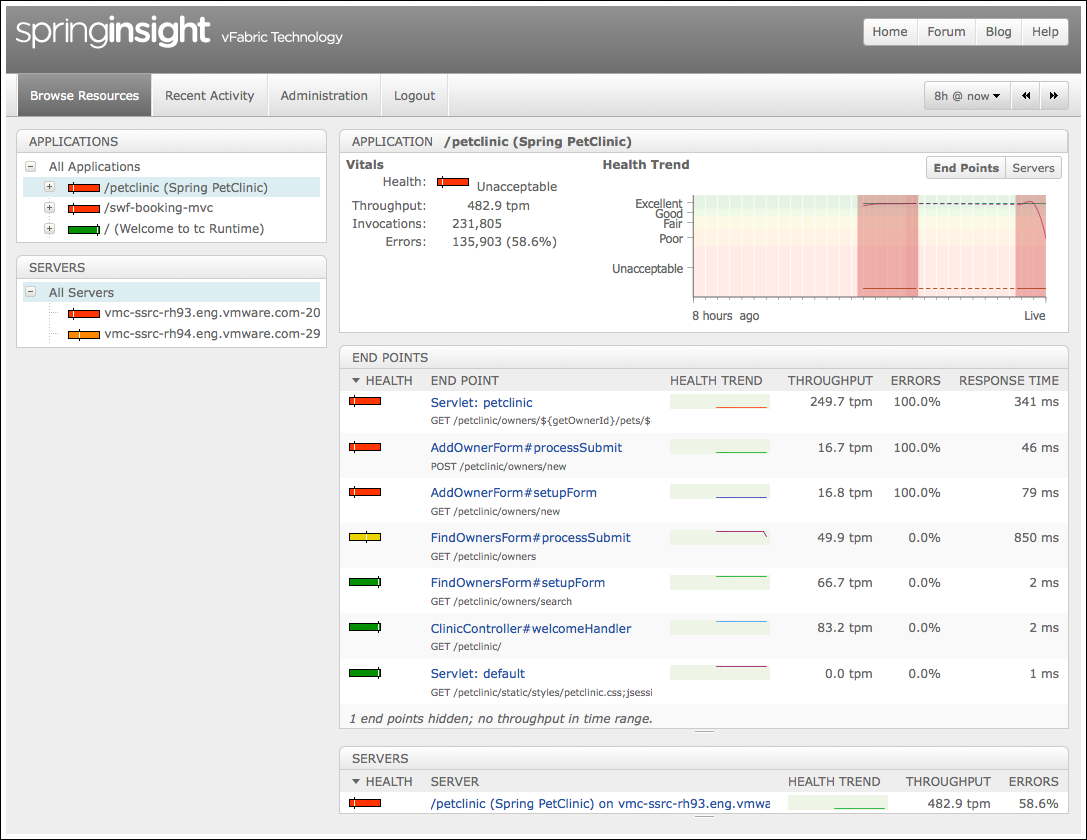 springinsight vFabric Technology
Home Forum Blog Help
Browse Resources Recent Activity Administration Logout
8h @ now
APPLICATIONS
All Applications
/petclinic (Spring PetClinic)
/swf-booking-mvc
/ (Welcome to tc Runtime)
SERVERS
All Servers
vmc-ssrc-rh93.eng.vmware.com-20
vmc-ssrc-rh94.eng.vmware.com-29
APPLICATION /petclinic (Spring PetClinic)
Vitals
Health: Unacceptable
Throughput: 482.9 tpm
Invocations: 231,805
Errors: 135,903 (58.6%)
Health Trend
End Points Servers
Excellent
Good
Fair
Poor
Unacceptable
8 hours ago Live
END POINTS
HEALTH END POINT HEALTH TREND THROUGHPUT ERRORS RESPONSE TIME
Servlet: petclinic 249.7 tpm 100.0% 341 ms
GET /petclinic/owners/${getOwnerId}/pets/$
AddOwnerForm#processSubmit 16.7 tpm 100.0% 46 ms
POST /petclinic/owners/new
AddOwnerForm#setupForm 16.8 tpm 100.0% 79 ms
GET /petclinic/owners/new
FindOwnersForm#processSubmit 49.9 tpm 0.0% 850 ms
GET /petclinic/owners
FindOwnersForm#setupForm 66.7 tpm 0.0% 2 ms
GET /petclinic/owners/search
ClinicController#welcomeHandler 83.2 tpm 0.0% 2 ms
GET /petclinic/
Servlet: default 0.0 tpm 0.0% 1 ms
GET /petclinic/static/styles/petclinic.css;jsessi
1 end points hidden; no throughput in time range.
SERVERS
HEALTH SERVER HEALTH TREND THROUGHPUT ERRORS
/petclinic (Spring PetClinic) on vmc-ssrc-rh93.eng.vmwa 482.9 tpm 58.6%